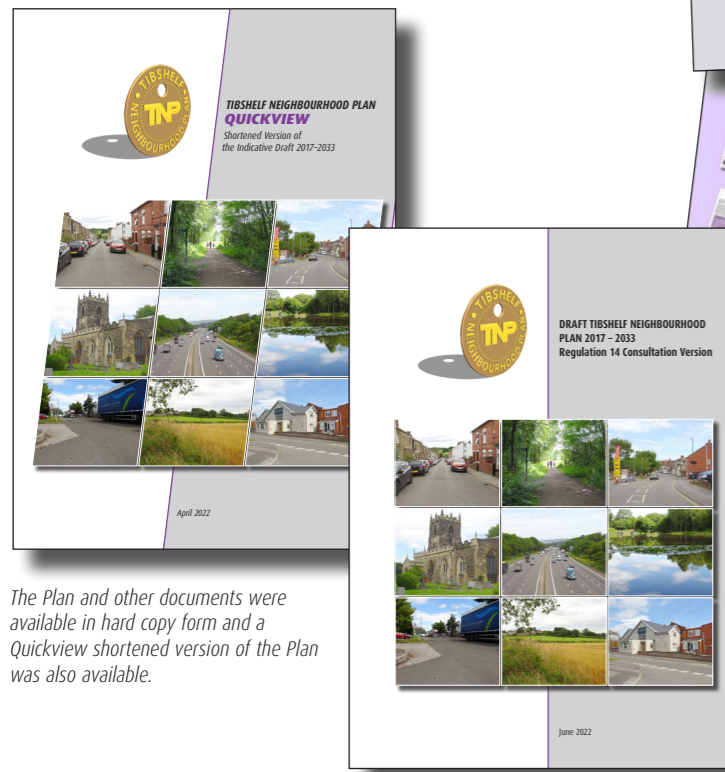 TIBSHELF
NEIGHBOURHOOD PLAN
TNP
TIBSHELF NEIGHBOURHOOD PLAN
QUICKVIEW
Shortened Version of
the Indicative Draft 2017–2033
April 2022
The Plan and other documents were
available in hard copy form and a
Quickview shortened version of the Plan
was also available.
TIBSHELF
NEIGHBOURHOOD PLAN
TNP
DRAFT TIBSHELF NEIGHBOURHOOD
PLAN 2017 – 2033
Regulation 14 Consultation Version
June 2022